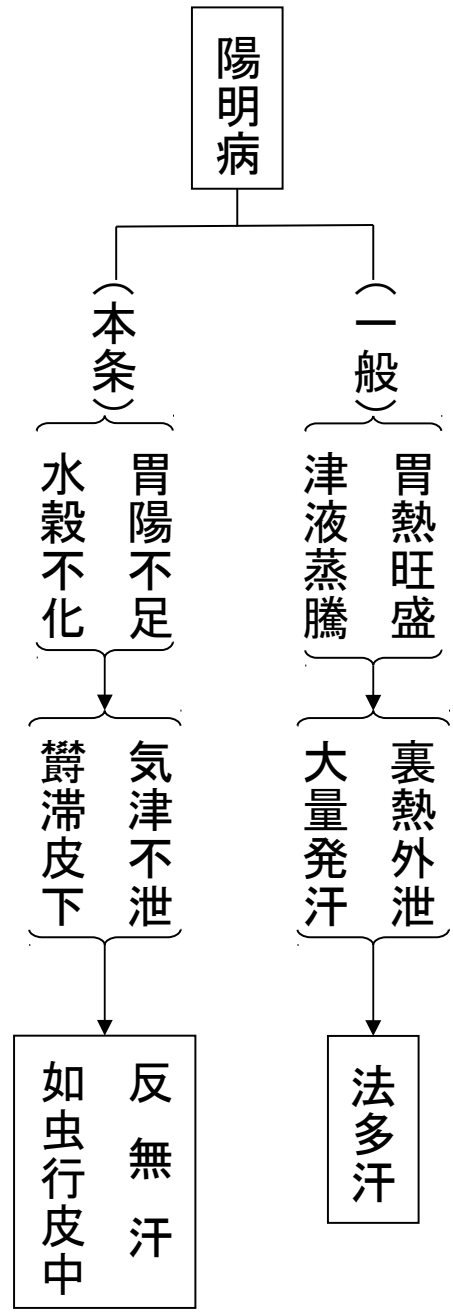 陽明病
(一般)
胃熱旺盛
津液蒸騰
裏熱外泄
大量発汗
法多汗
(本条)
胃陽不足
水穀不化
気津不泄
欝滞皮下
反無汗
如虫行皮中